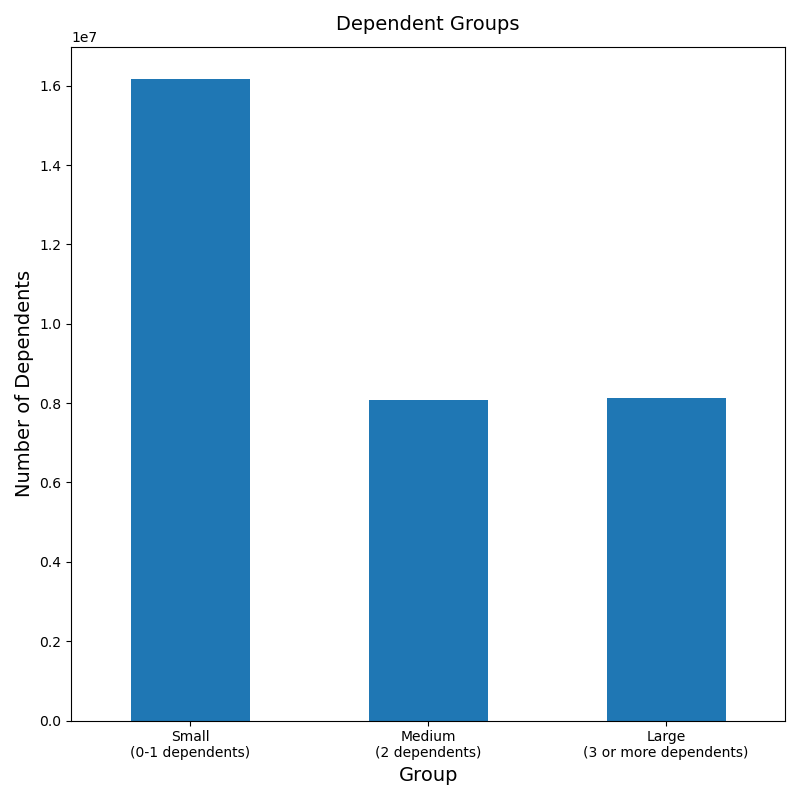 Dependent Groups
1e7
1.6
1.4
1.2
1.0
0.8
0.6
0.4
0.2
0.0
Number of Dependents
Small
(0-1 dependents)
Medium
(2 dependents)
Large
(3 or more dependents)
Group